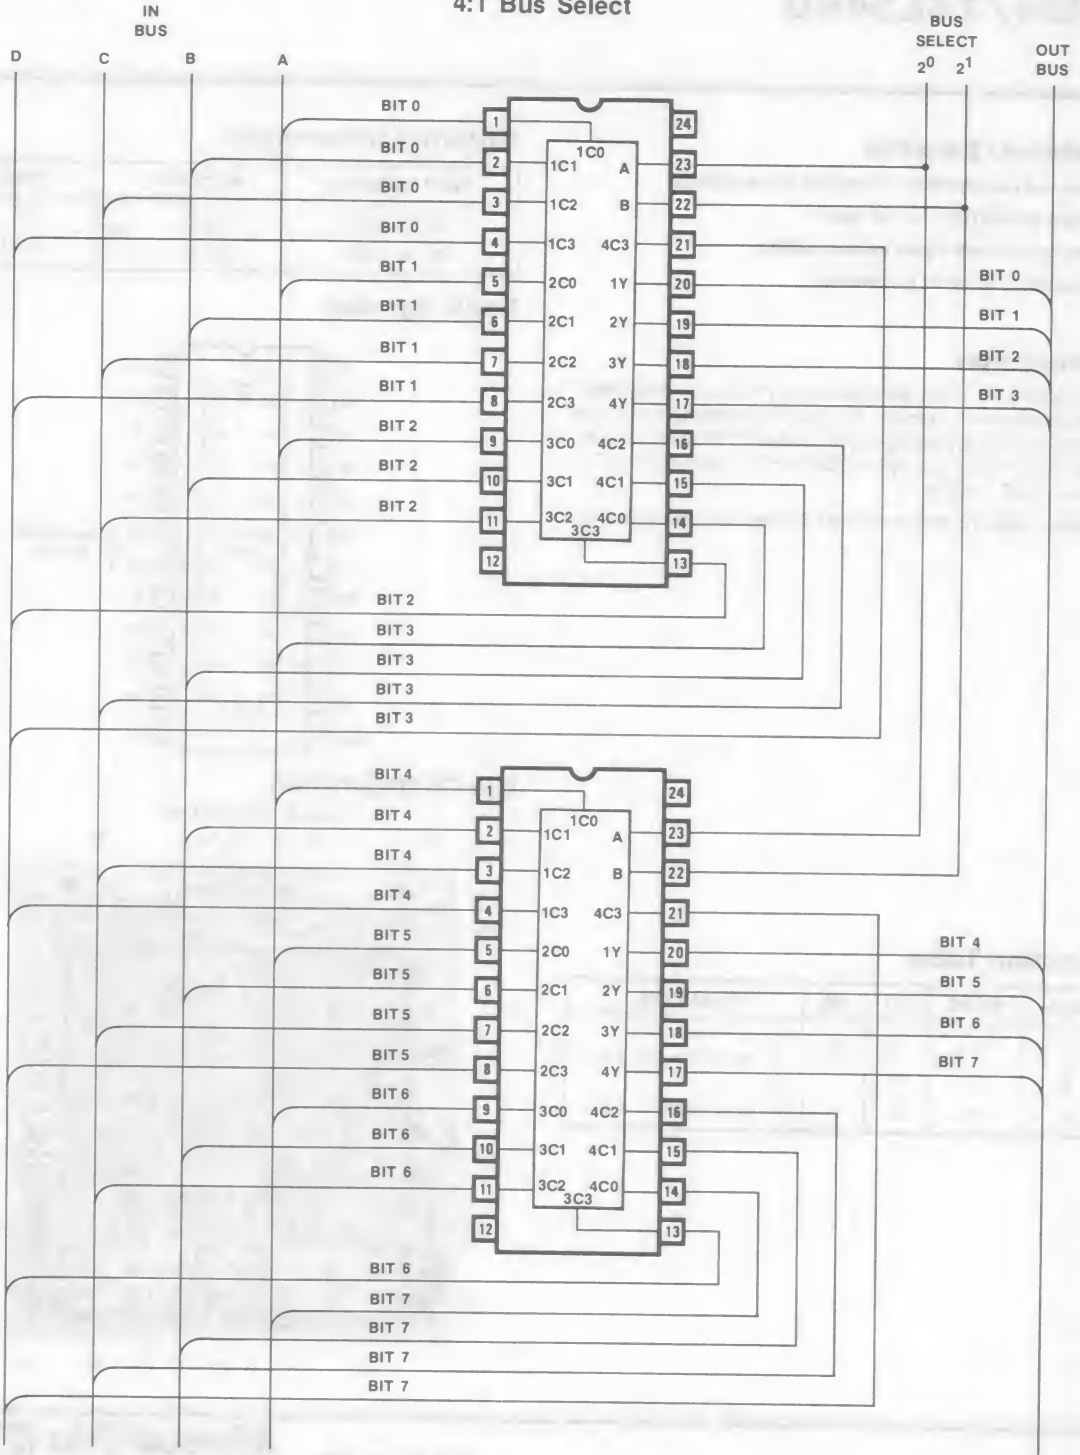 4:1 Bus Select
IN
BUS
D C B A
BUS
SELECT
2⁰ 2¹
OUT
BUS
BIT 0
BIT 0
BIT 0
BIT 0
BIT 1
BIT 1
BIT 1
BIT 1
BIT 2
BIT 2
BIT 2
1 1C0 24
2 1C1 A 23
3 1C2 B 22
4 1C3 4C3 21
5 2C0 1Y 20
6 2C1 2Y 19
7 2C2 3Y 18
8 2C3 4Y 17
9 3C0 4C2 16
10 3C1 4C1 15
11 3C2 4C0 14
12 3C3 13
BIT 0
BIT 1
BIT 2
BIT 3
BIT 2
BIT 3
BIT 3
BIT 3
BIT 3
BIT 4
BIT 4
BIT 4
BIT 4
BIT 5
BIT 5
BIT 5
BIT 5
BIT 6
BIT 6
BIT 6
1 1C0 24
2 1C1 A 23
3 1C2 B 22
4 1C3 4C3 21
5 2C0 1Y 20
6 2C1 2Y 19
7 2C2 3Y 18
8 2C3 4Y 17
9 3C0 4C2 16
10 3C1 4C1 15
11 3C2 4C0 14
12 3C3 13
BIT 4
BIT 5
BIT 6
BIT 7
BIT 6
BIT 7
BIT 7
BIT 7
BIT 7